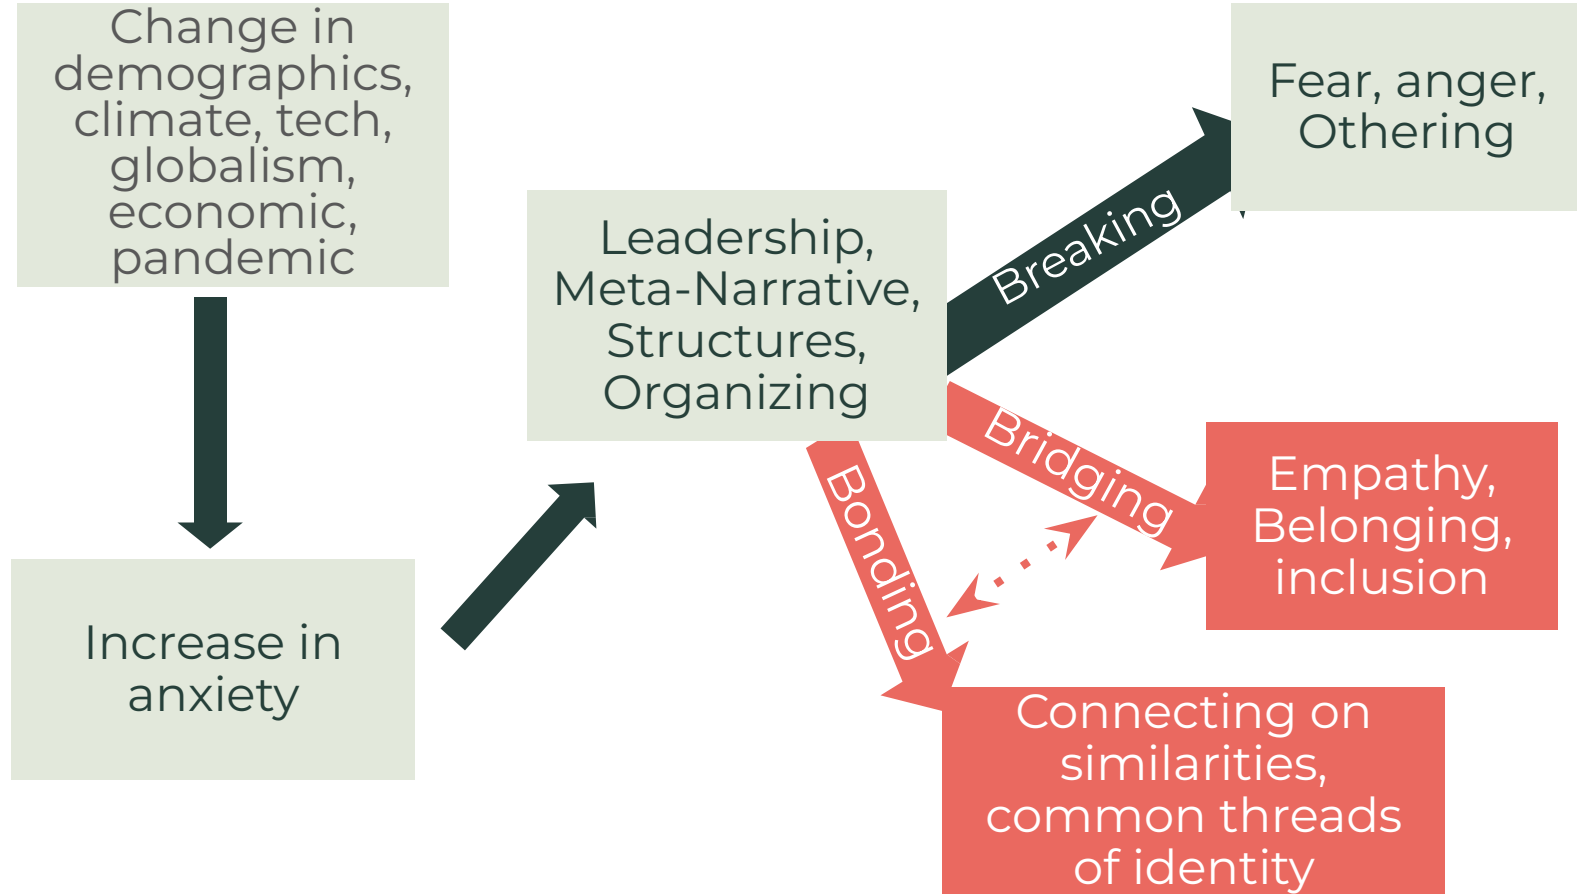 Change in
demographics,
climate, tech,
globalism,
economic,
pandemic
Increase in
anxiety
Leadership,
Meta-Narrative,
Structures,
Organizing
Breaking
Fear, anger,
Othering
Bridging
Empathy,
Belonging,
inclusion
Bonding
Connecting on
similarities,
common threads
of identity